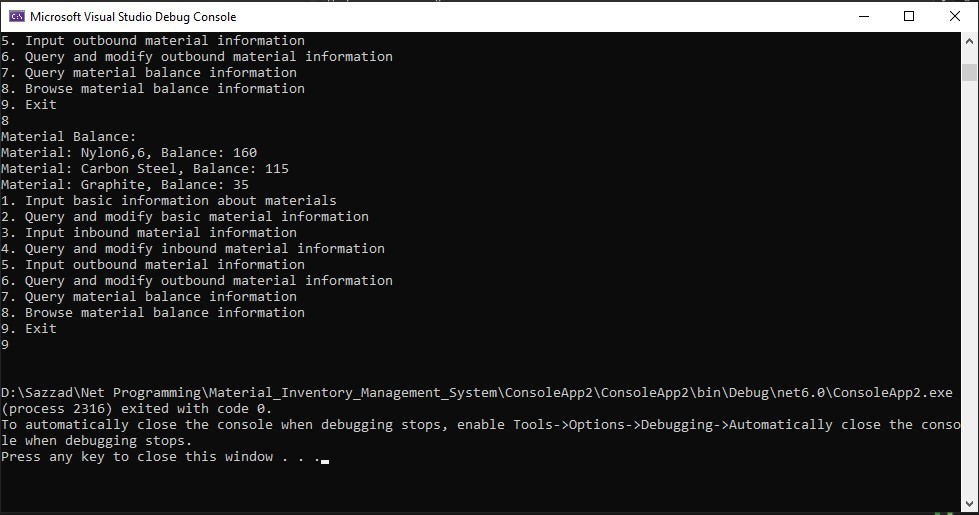 Microsoft Visual Studio Debug Console
5. Input outbound material information
6. Query and modify outbound material information
7. Query material balance information
8. Browse material balance information
9. Exit
8
Material Balance:
Material: Nylon6,6, Balance: 160
Material: Carbon Steel, Balance: 115
Material: Graphite, Balance: 35
1. Input basic information about materials
2. Query and modify basic material information
3. Input inbound material information
4. Query and modify inbound material information
5. Input outbound material information
6. Query and modify outbound material information
7. Query material balance information
8. Browse material balance information
9. Exit
9
D:\Sazzad\Net Programming\Material_Inventory_Management_System\ConsoleApp2\ConsoleApp2\bin\Debug\net6.0\ConsoleApp2.exe
(process 2316) exited with code 0.
To automatically close the console when debugging stops, enable Tools->Options->Debugging->Automatically close the conso
le when debugging stops.
Press any key to close this window . . .